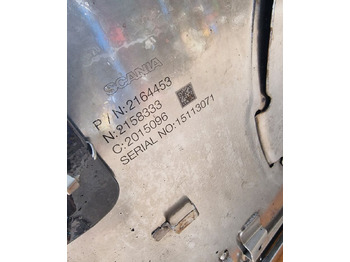 SCANIA
P / N:2164453
N:2158333
C:2015096
SERIAL NO:15113071